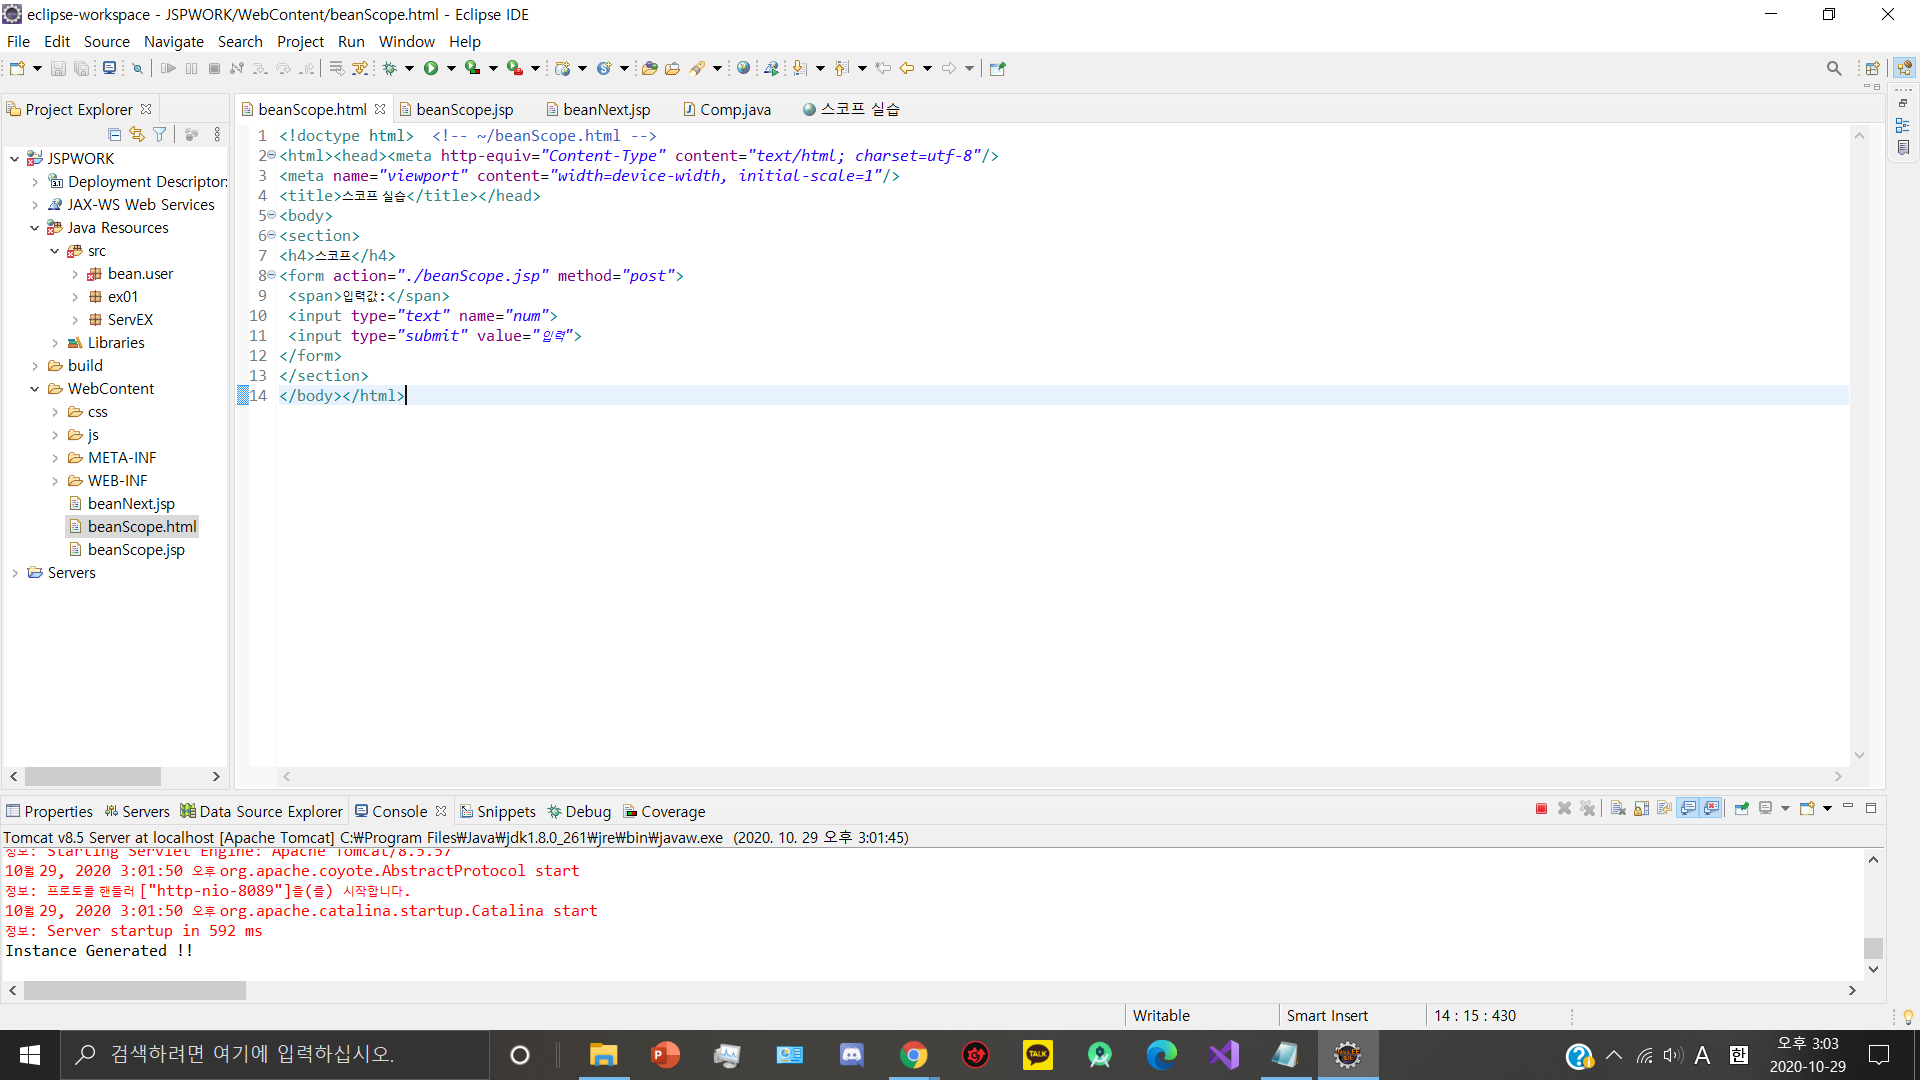 eclipse-workspace - JSPWORK/WebContent/beanScope.html - Eclipse IDE
File Edit Source Navigate Search Project Run Window Help
Project Explorer
beanScope.html beanScope.jsp beanNext.jsp Comp.java 스코프 실습
JSPWORK
Deployment Descriptor:
JAX-WS Web Services
Java Resources
src
bean.user
ex01
ServEX
Libraries
build
WebContent
css
js
META-INF
WEB-INF
beanNext.jsp
beanScope.html
beanScope.jsp
Servers
1 <!doctype html>  <!-- ~/beanScope.html -->
2 <html><head><meta http-equiv="Content-Type" content="text/html; charset=utf-8"/>
3 <meta name="viewport" content="width=device-width, initial-scale=1"/>
4 <title>스코프 실습</title></head>
5 <body>
6 <section>
7 <h4>스코프</h4>
8 <form action="./beanScope.jsp" method="post">
9 <span>입력값:</span>
10 <input type="text" name="num">
11 <input type="submit" value="입력">
12 </form>
13 </section>
14 </body></html>
Properties Servers Data Source Explorer Console Snippets Debug Coverage
Tomcat v8.5 Server at localhost [Apache Tomcat] C:₩Program Files₩Java₩jdk1.8.0_261₩jre₩bin₩javaw.exe (2020. 10. 29 오후 3:01:45)
정보: Starting Servlet Engine: Apache Tomcat/8.5.57
10월 29, 2020 3:01:50 오후 org.apache.coyote.AbstractProtocol start
정보: 프로토콜 핸들러 ["http-nio-8089"]을(를) 시작합니다.
10월 29, 2020 3:01:50 오후 org.apache.catalina.startup.Catalina start
정보: Server startup in 592 ms
Instance Generated !!
Writable Smart Insert 14 : 15 : 430
검색하려면 여기에 입력하십시오.
TALK
A 한
오후 3:03
2020-10-29